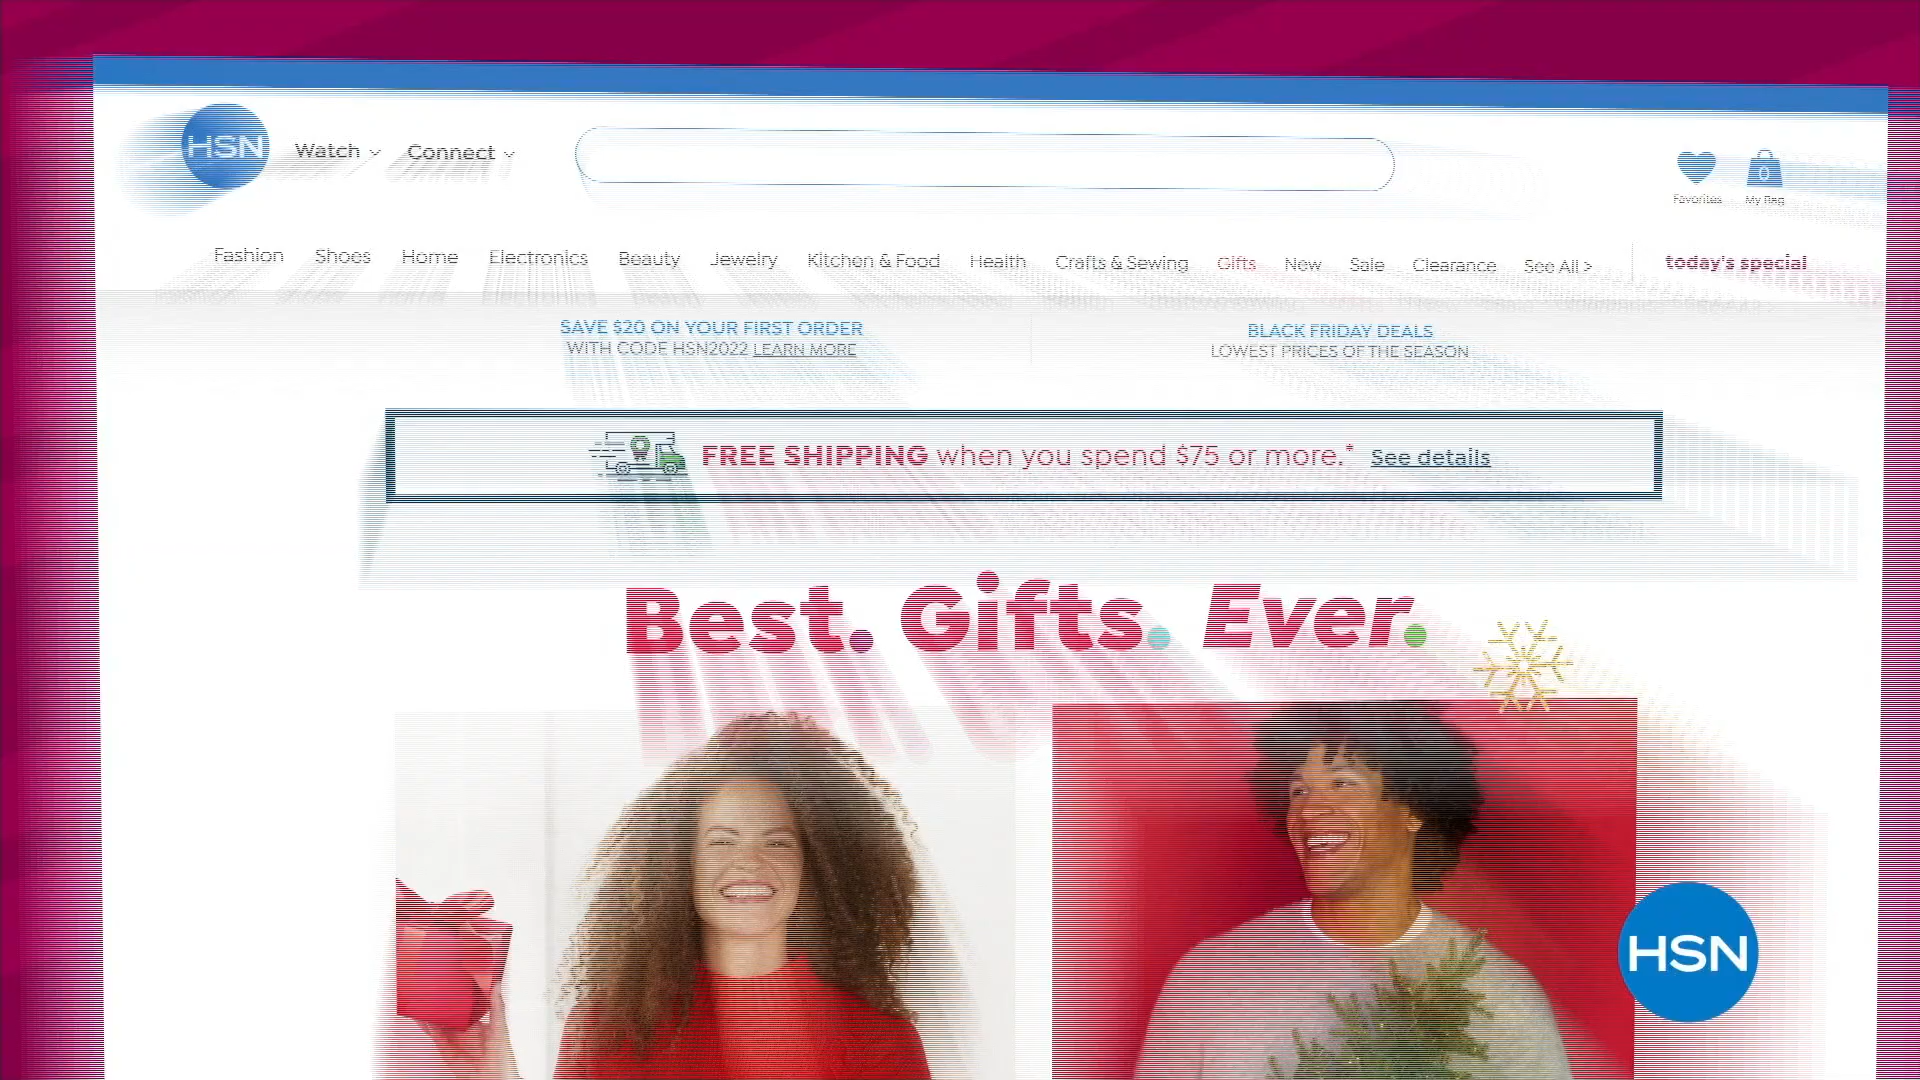 HSN Watch Connect
Favorites My Bag
0
Fashion Shoes Home Electronics Beauty Jewelry Kitchen & Food Health Crafts & Sewing Gifts New Sale Clearance See All > today's special
SAVE $20 ON YOUR FIRST ORDER
WITH CODE HSN2022 LEARN MORE
BLACK FRIDAY DEALS
LOWEST PRICES OF THE SEASON
FREE SHIPPING when you spend $75 or more.* See details
Best. Gifts. Ever.
HSN